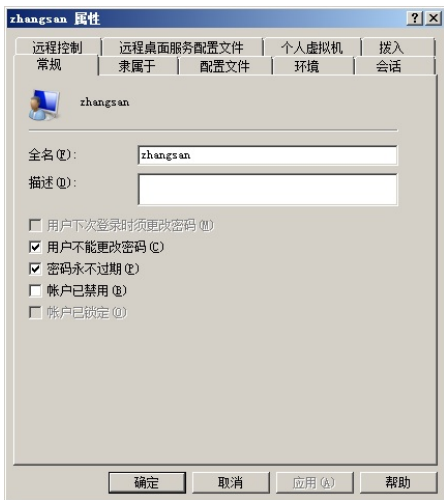 zhangsan 属性
远程控制 远程桌面服务配置文件 个人虚拟机 拨入
常规 隶属于 配置文件 环境 会话
zhangsan
全名(F): zhangsan
描述(D):
用户下次登录时须更改密码(M)
用户不能更改密码(C)
密码永不过期(P)
帐户已禁用(B)
帐户已锁定(O)
确定 取消 应用(A) 帮助